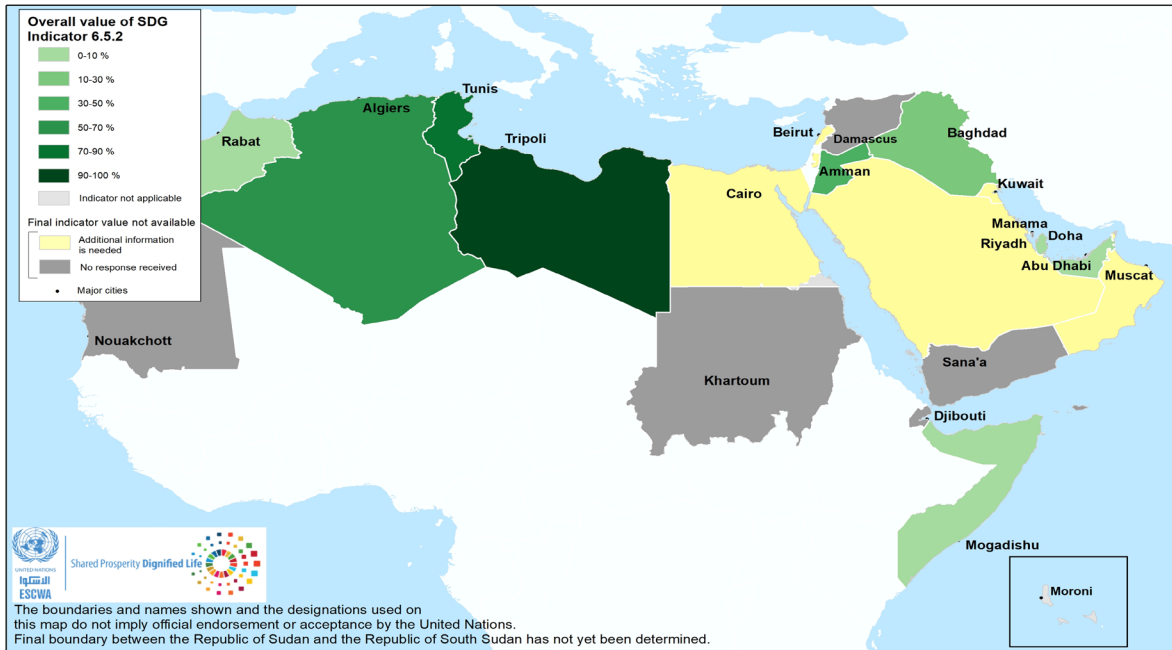 Overall value of SDG
Indicator 6.5.2
0-10 %
10-30 %
30-50 %
50-70 %
70-90 %
90-100 %
Indicator not applicable
Final indicator value not available
Additional information
is needed
No response received
Major cities
Rabat
Algiers
Tunis
Tripoli
Beirut
Damascus
Baghdad
Amman
Cairo
Kuwait
Manama
Doha
Riyadh
Abu Dhabi
Muscat
Nouakchott
Khartoum
Sana'a
Djibouti
Mogadishu
Moroni
UNITED NATIONS
الاسكوا
ESCWA
Shared Prosperity Dignified Life
The boundaries and names shown and the designations used on
this map do not imply official endorsement or acceptance by the United Nations.
Final boundary between the Republic of Sudan and the Republic of South Sudan has not yet been determined.